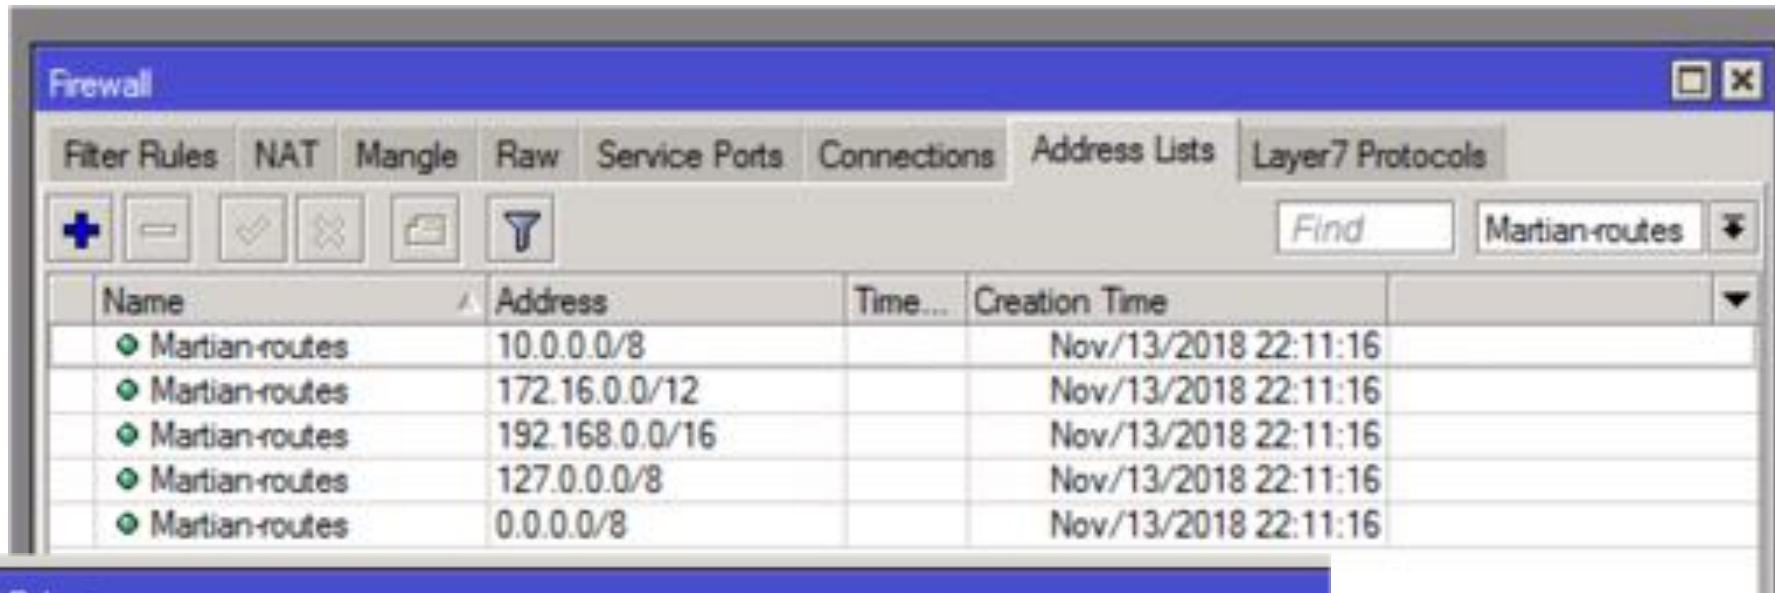 Firewall
Filter Rules NAT Mangle Raw Service Ports Connections Address Lists Layer7 Protocols
Find Martian-routes
Name Address Time... Creation Time
Martian-routes 10.0.0.0/8 Nov/13/2018 22:11:16
Martian-routes 172.16.0.0/12 Nov/13/2018 22:11:16
Martian-routes 192.168.0.0/16 Nov/13/2018 22:11:16
Martian-routes 127.0.0.0/8 Nov/13/2018 22:11:16
Martian-routes 0.0.0.0/8 Nov/13/2018 22:11:16